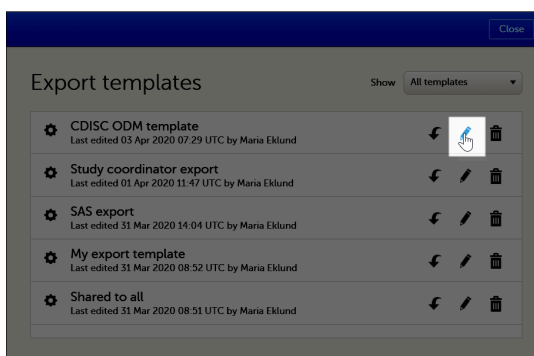 Close
Export templates
Show All templates
CDISC ODM template
Last edited 03 Apr 2020 07:29 UTC by Maria Eklund
Study coordinator export
Last edited 01 Apr 2020 11:47 UTC by Maria Eklund
SAS export
Last edited 31 Mar 2020 14:04 UTC by Maria Eklund
My export template
Last edited 31 Mar 2020 08:52 UTC by Maria Eklund
Shared to all
Last edited 31 Mar 2020 08:51 UTC by Maria Eklund